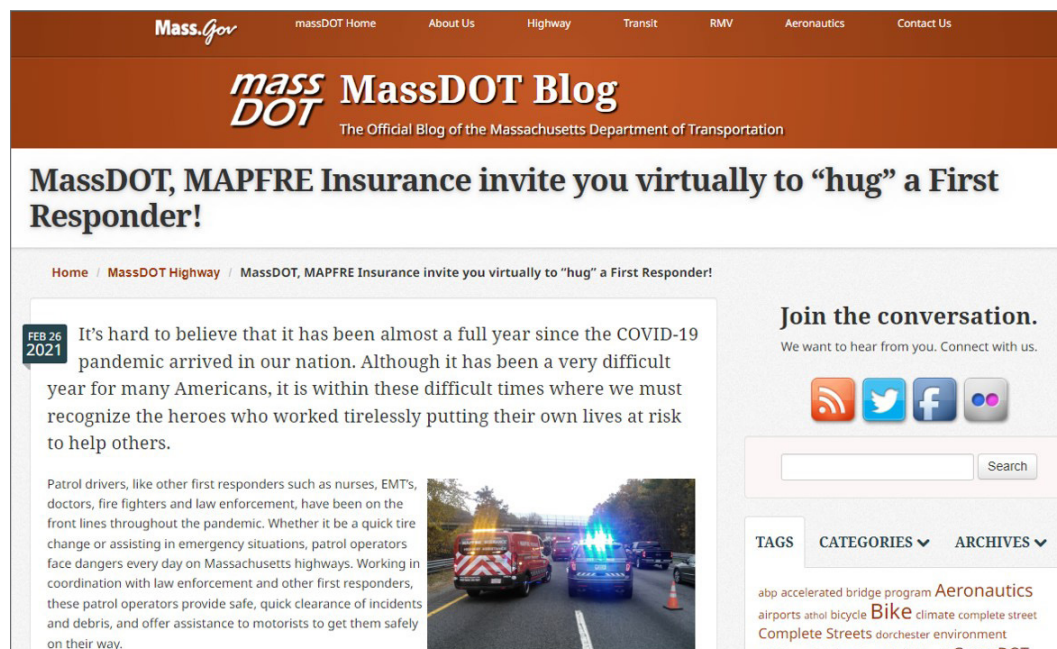 Mass.Gov massDOT Home About Us Highway Transit RMV Aeronautics Contact Us
mass
DOT
MassDOT Blog
The Official Blog of the Massachusetts Department of Transportation
MassDOT, MAPFRE Insurance invite you virtually to “hug” a First
Responder!
Home / MassDOT Highway / MassDOT, MAPFRE Insurance invite you virtually to “hug” a First Responder!
FEB 26
2021
It’s hard to believe that it has been almost a full year since the COVID-19
pandemic arrived in our nation. Although it has been a very difficult
year for many Americans, it is within these difficult times where we must
recognize the heroes who worked tirelessly putting their own lives at risk
to help others.
Patrol drivers, like other first responders such as nurses, EMT’s,
doctors, fire fighters and law enforcement, have been on the
front lines throughout the pandemic. Whether it be a quick tire
change or assisting in emergency situations, patrol operators
face dangers every day on Massachusetts highways. Working in
coordination with law enforcement and other first responders,
these patrol operators provide safe, quick clearance of incidents
and debris, and offer assistance to motorists to get them safely
on their way.
Join the conversation.
We want to hear from you. Connect with us.
Search
TAGS CATEGORIES ARCHIVES
abp accelerated bridge program Aeronautics
airports athol bicycle Bike climate complete street
Complete Streets dorchester environment